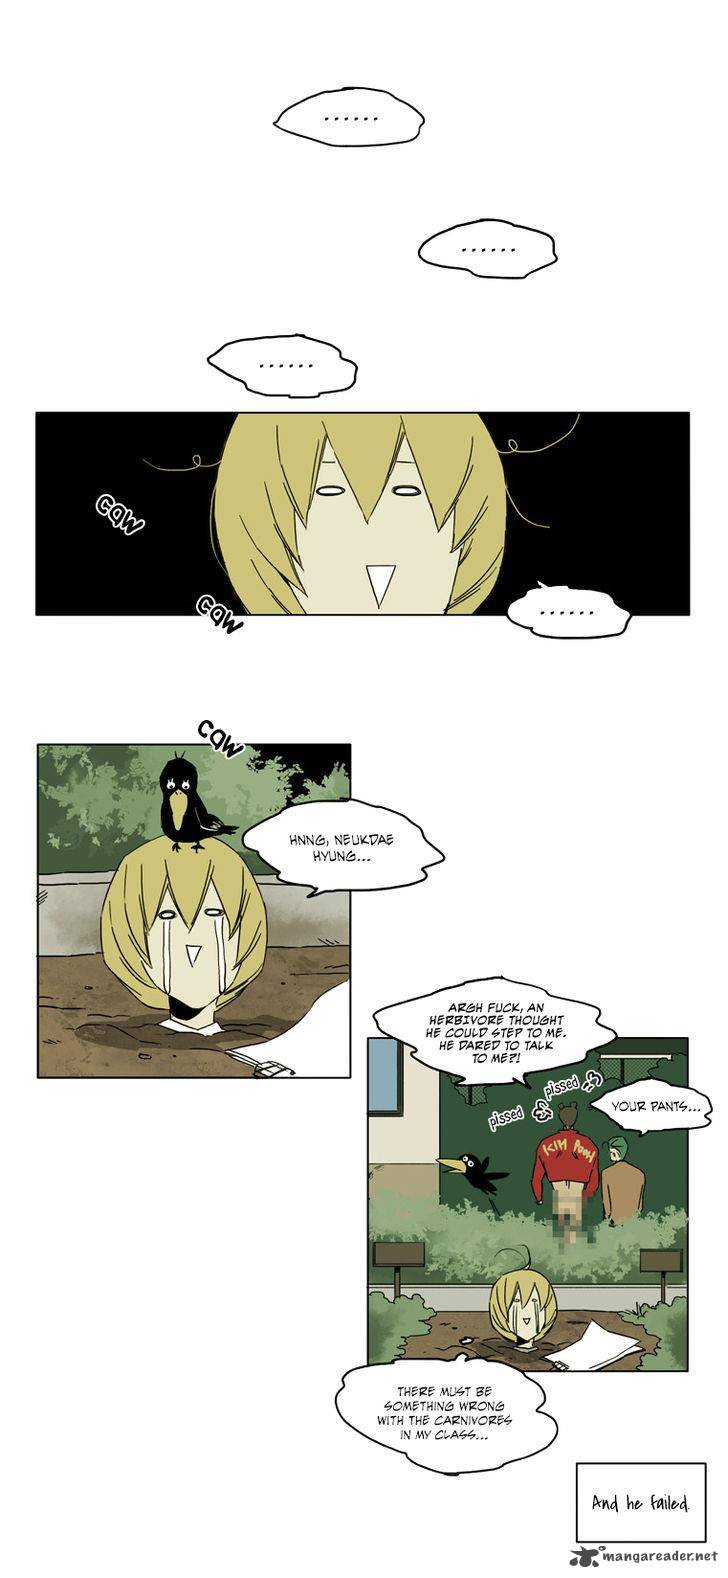 ......
......
......
CAW
CAW
......
CAW
HNNG, NEUKDAE
HYUNG...
ARGH FUCK, AN
HERBIVORE THOUGHT
HE COULD STEP TO ME.
HE DARED TO TALK
TO ME?!
pissed
pissed
YOUR PANTS...
KIM POOH
THERE MUST BE
SOMETHING WRONG
WITH THE CARNIVORES
IN MY CLASS...
And he failed.
mangareader.net